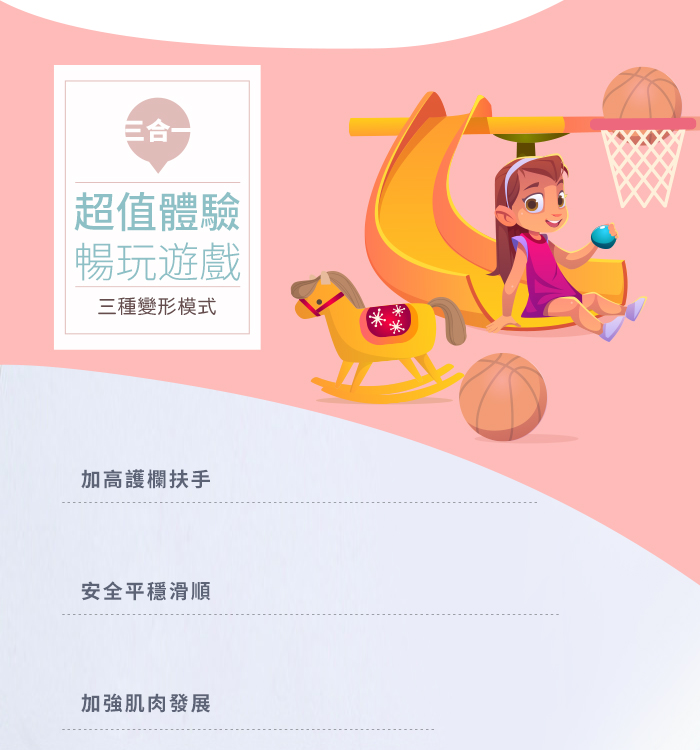 三合一
超值體驗
暢玩遊戲
三種變形模式
加高護欄扶手
安全平穩滑順
加強肌肉發展